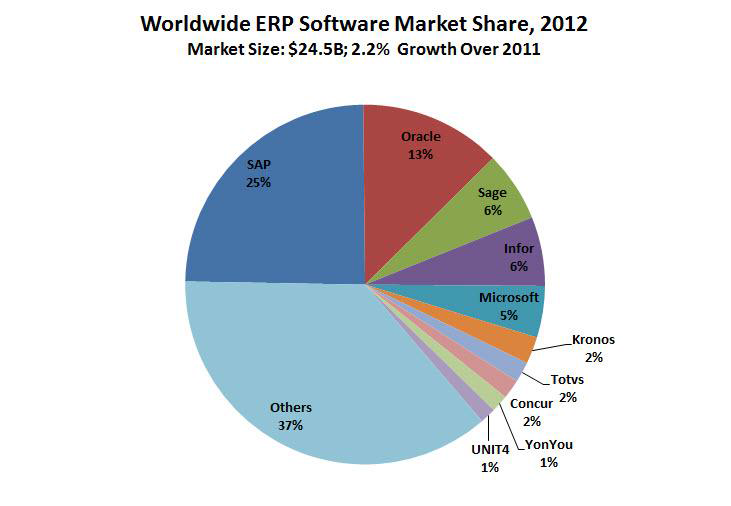 Worldwide ERP Software Market Share, 2012
Market Size: $24.5B; 2.2% Growth Over 2011
Oracle
13%
SAP
25%
Sage
6%
Infor
6%
Microsoft
5%
Kronos
2%
Totvs
2%
Concur
2%
YonYou
1%
UNIT4
1%
Others
37%